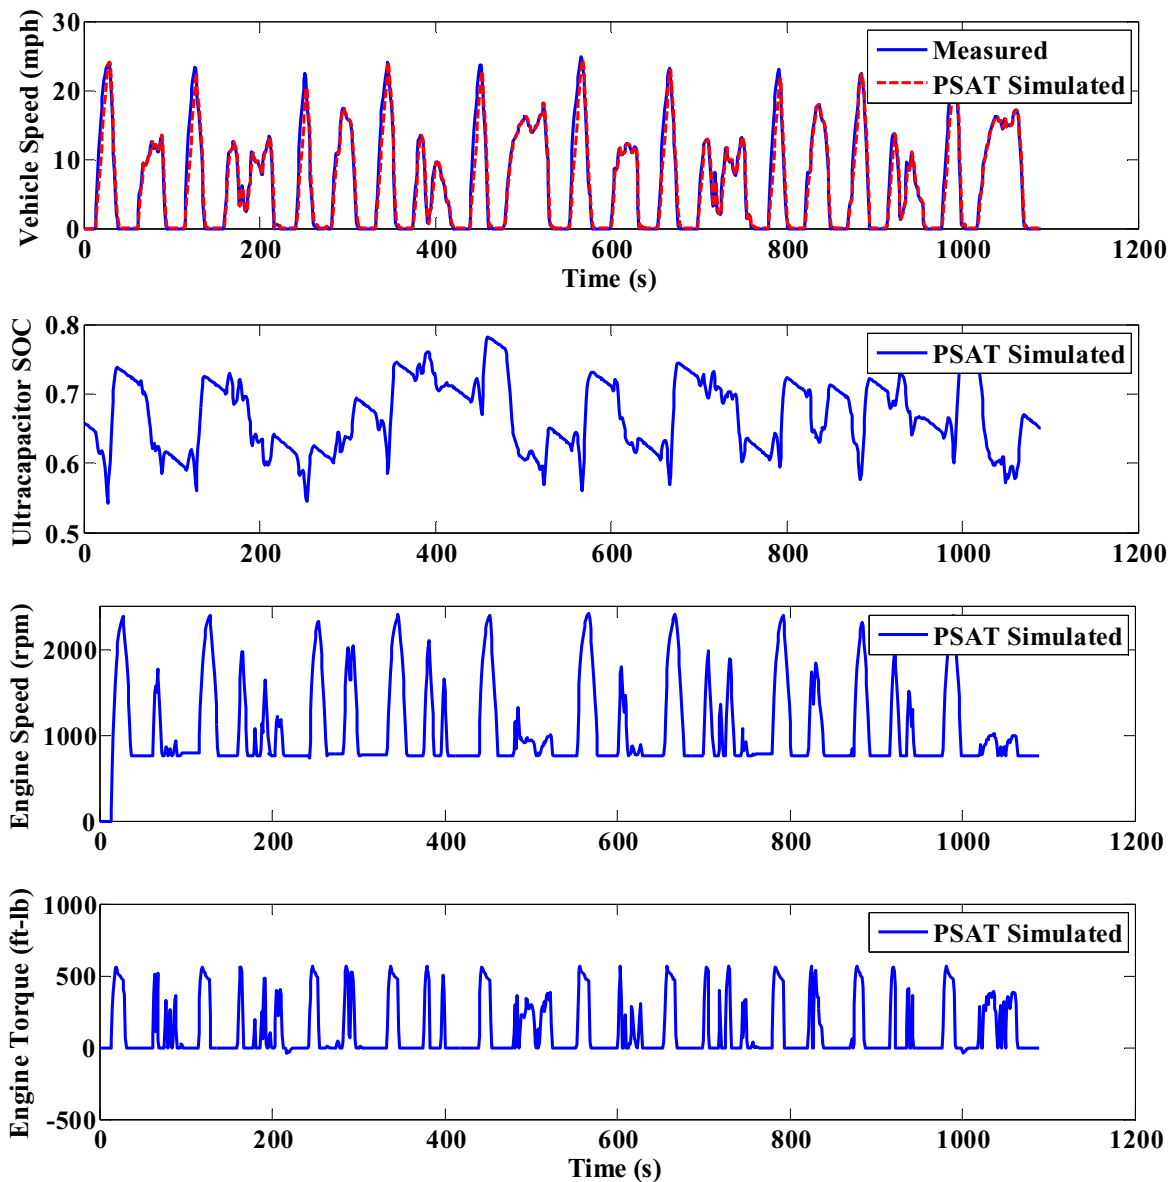 Vehicle Speed (mph)
30
20
10
0
Measured
PSAT Simulated
0 200 400 600 800 1000 1200
Time (s)
Ultracapacitor SOC
0.8
0.7
0.6
0.5
PSAT Simulated
0 200 400 600 800 1000 1200
Engine Speed (rpm)
2000
1000
0
PSAT Simulated
0 200 400 600 800 1000 1200
Engine Torque (ft-lb)
1000
500
0
-500
PSAT Simulated
0 200 400 600 800 1000 1200
Time (s)